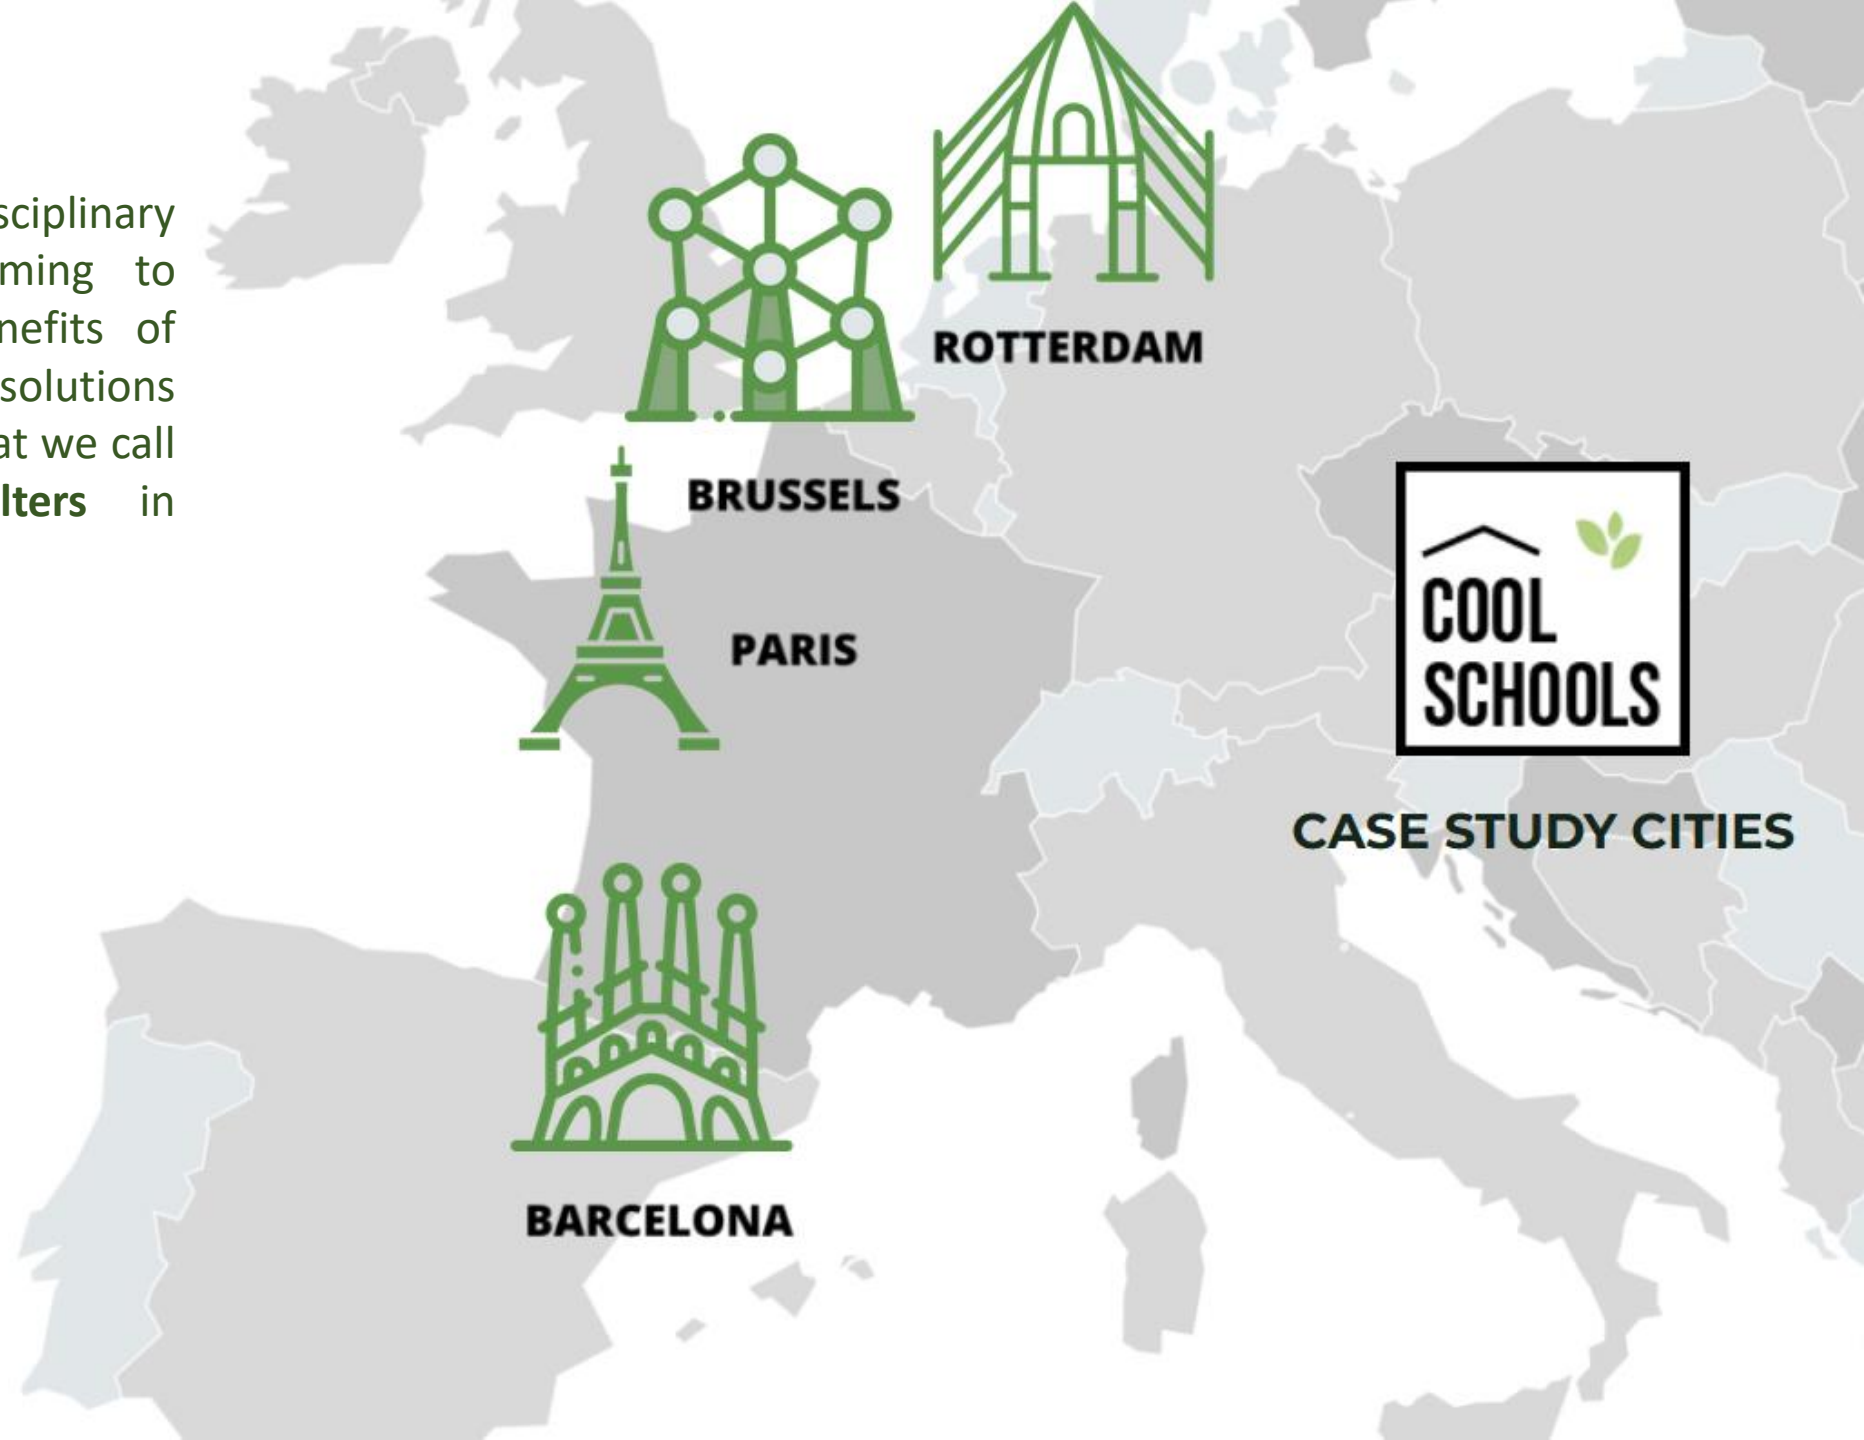 sciplinary
ming to
nefits of
solutions
at we call
lters in
ROTTERDAM
BRUSSELS
PARIS
COOL
SCHOOLS
CASE STUDY CITIES
BARCELONA